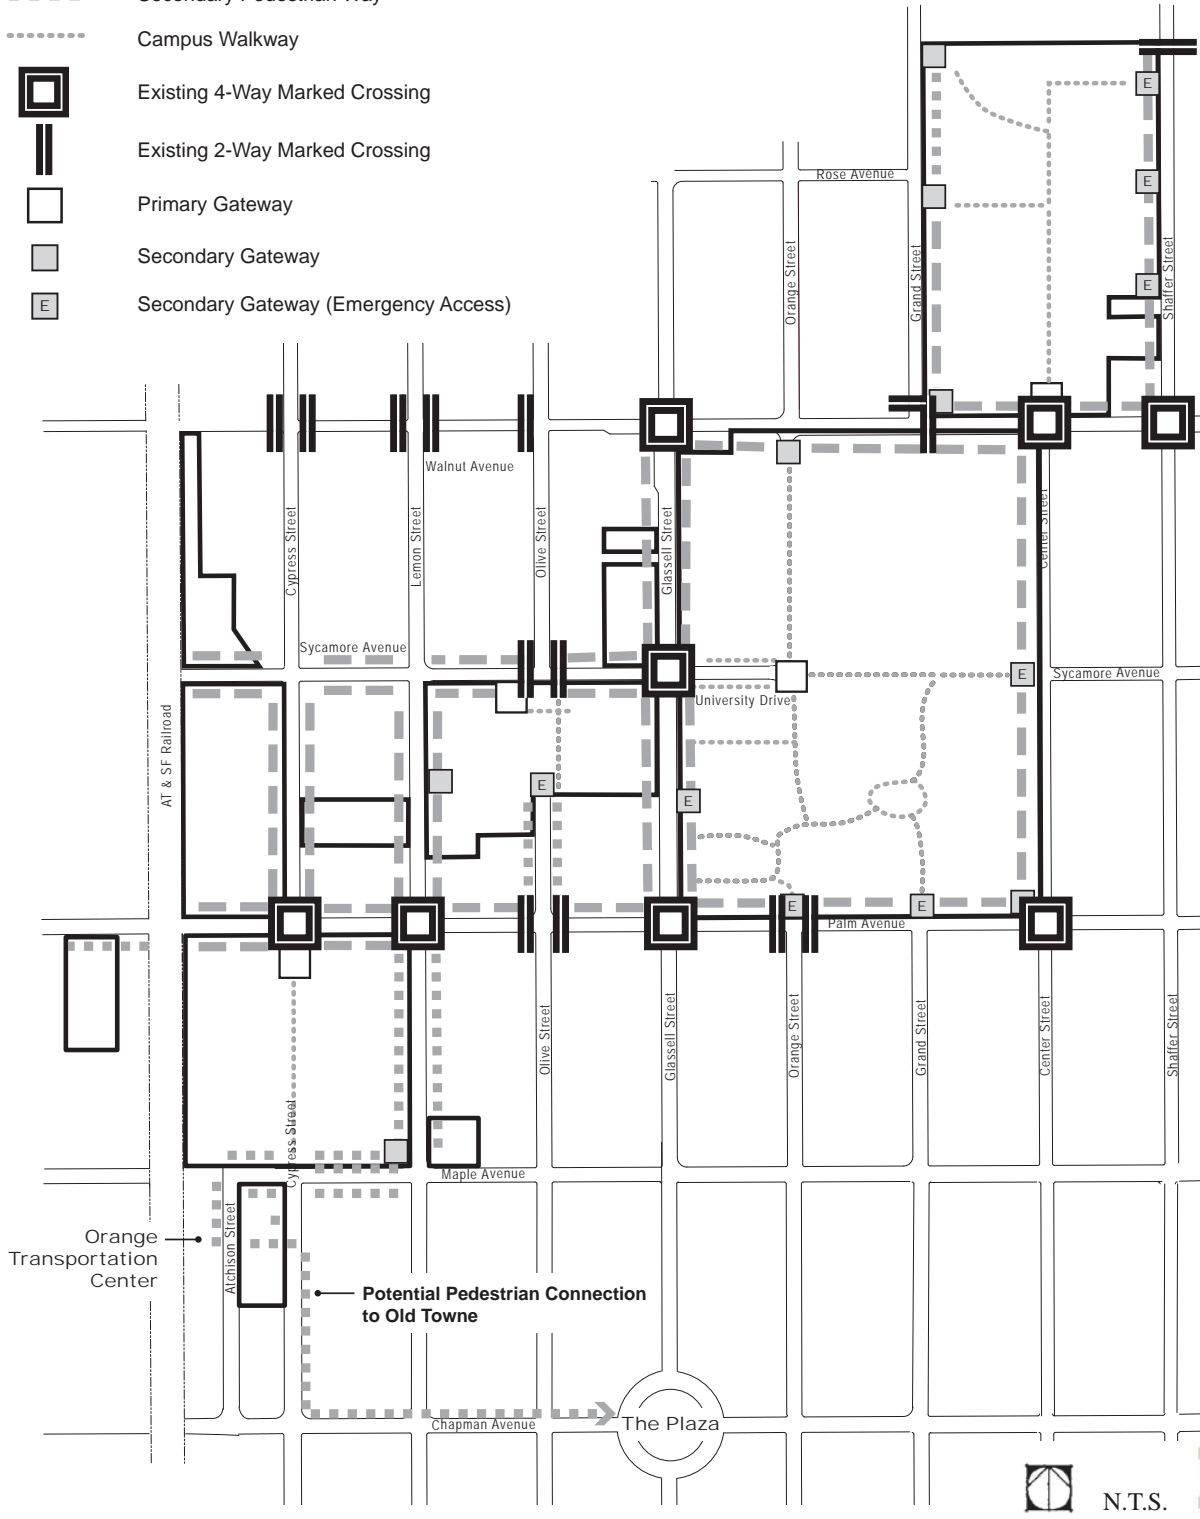 Secondary Pedestrian Way
Campus Walkway
Existing 4-Way Marked Crossing
Existing 2-Way Marked Crossing
Primary Gateway
Secondary Gateway
E
Secondary Gateway (Emergency Access)
E
E
E
Rose Avenue
Orange Street
Grand Street
Shaffer Street
Walnut Avenue
Cypress Street
Lemon Street
Olive Street
Glassell Street
Center Street
Sycamore Avenue
E
Sycamore Avenue
University Drive
AT & SF Railroad
E
E
E
E
Palm Avenue
Olive Street
Glassell Street
Orange Street
Grand Street
Center Street
Shaffer Street
Cypress Street
Maple Avenue
Atchison Street
Orange
Transportation
Center
Potential Pedestrian Connection
to Old Towne
Chapman Avenue
The Plaza
N.T.S.